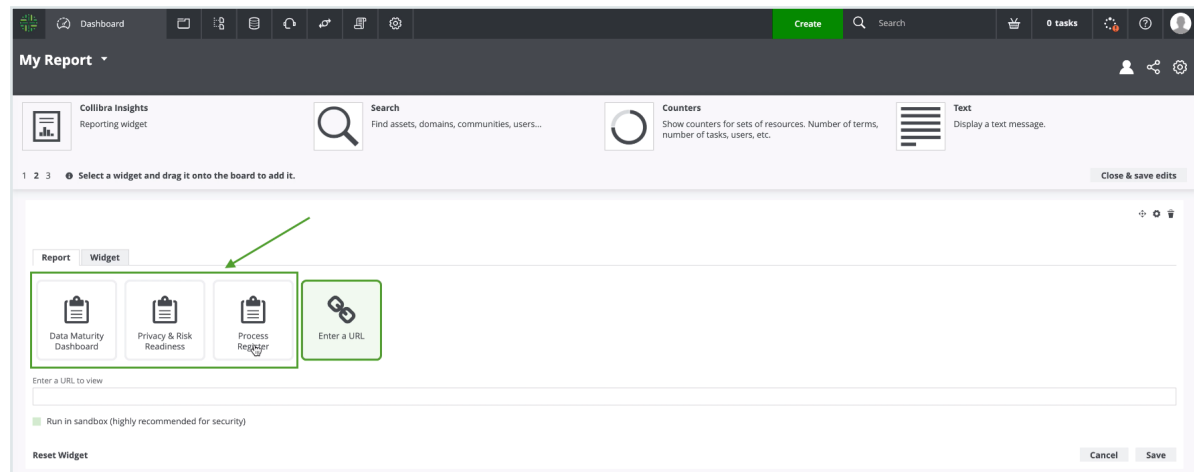 Dashboard
Create
Search
0 tasks
My Report
Collibra Insights
Reporting widget
Search
Find assets, domains, communities, users...
Counters
Show counters for sets of resources. Number of terms,
number of tasks, users, etc.
Text
Display a text message.
1 2 3 Select a widget and drag it onto the board to add it.
Close & save edits
Report Widget
Data Maturity
Dashboard
Privacy & Risk
Readiness
Process
Register
Enter a URL
Enter a URL to view
Run in sandbox (highly recommended for security)
Reset Widget
Cancel Save